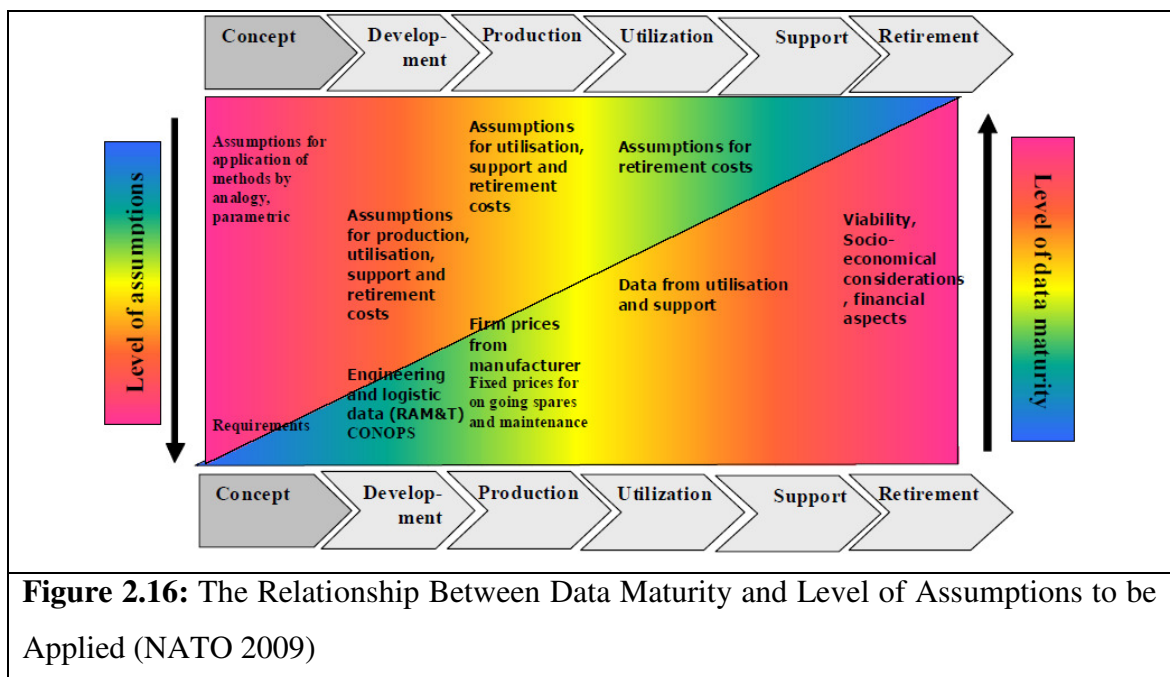 Concept
Develop-
ment
Production
Utilization
Support
Retirement
Level of assumptions
Assumptions for
application of
methods by
analogy,
parametric
Assumptions
for production,
utilisation,
support and
retirement
costs
Assumptions
for utilisation,
support and
retirement
costs
Assumptions for
retirement costs
Requirements
Engineering
and logistic
data (RAM&T)
CONOPS
Firm prices
from
manufacturer
Fixed prices for
on going spares
and maintenance
Data from utilisation
and support
Viability,
Socio-
economical
considerations
, financial
aspects
Level of data maturity
Concept
Develop-
ment
Production
Utilization
Support
Retirement
Figure 2.16: The Relationship Between Data Maturity and Level of Assumptions to be
Applied (NATO 2009)